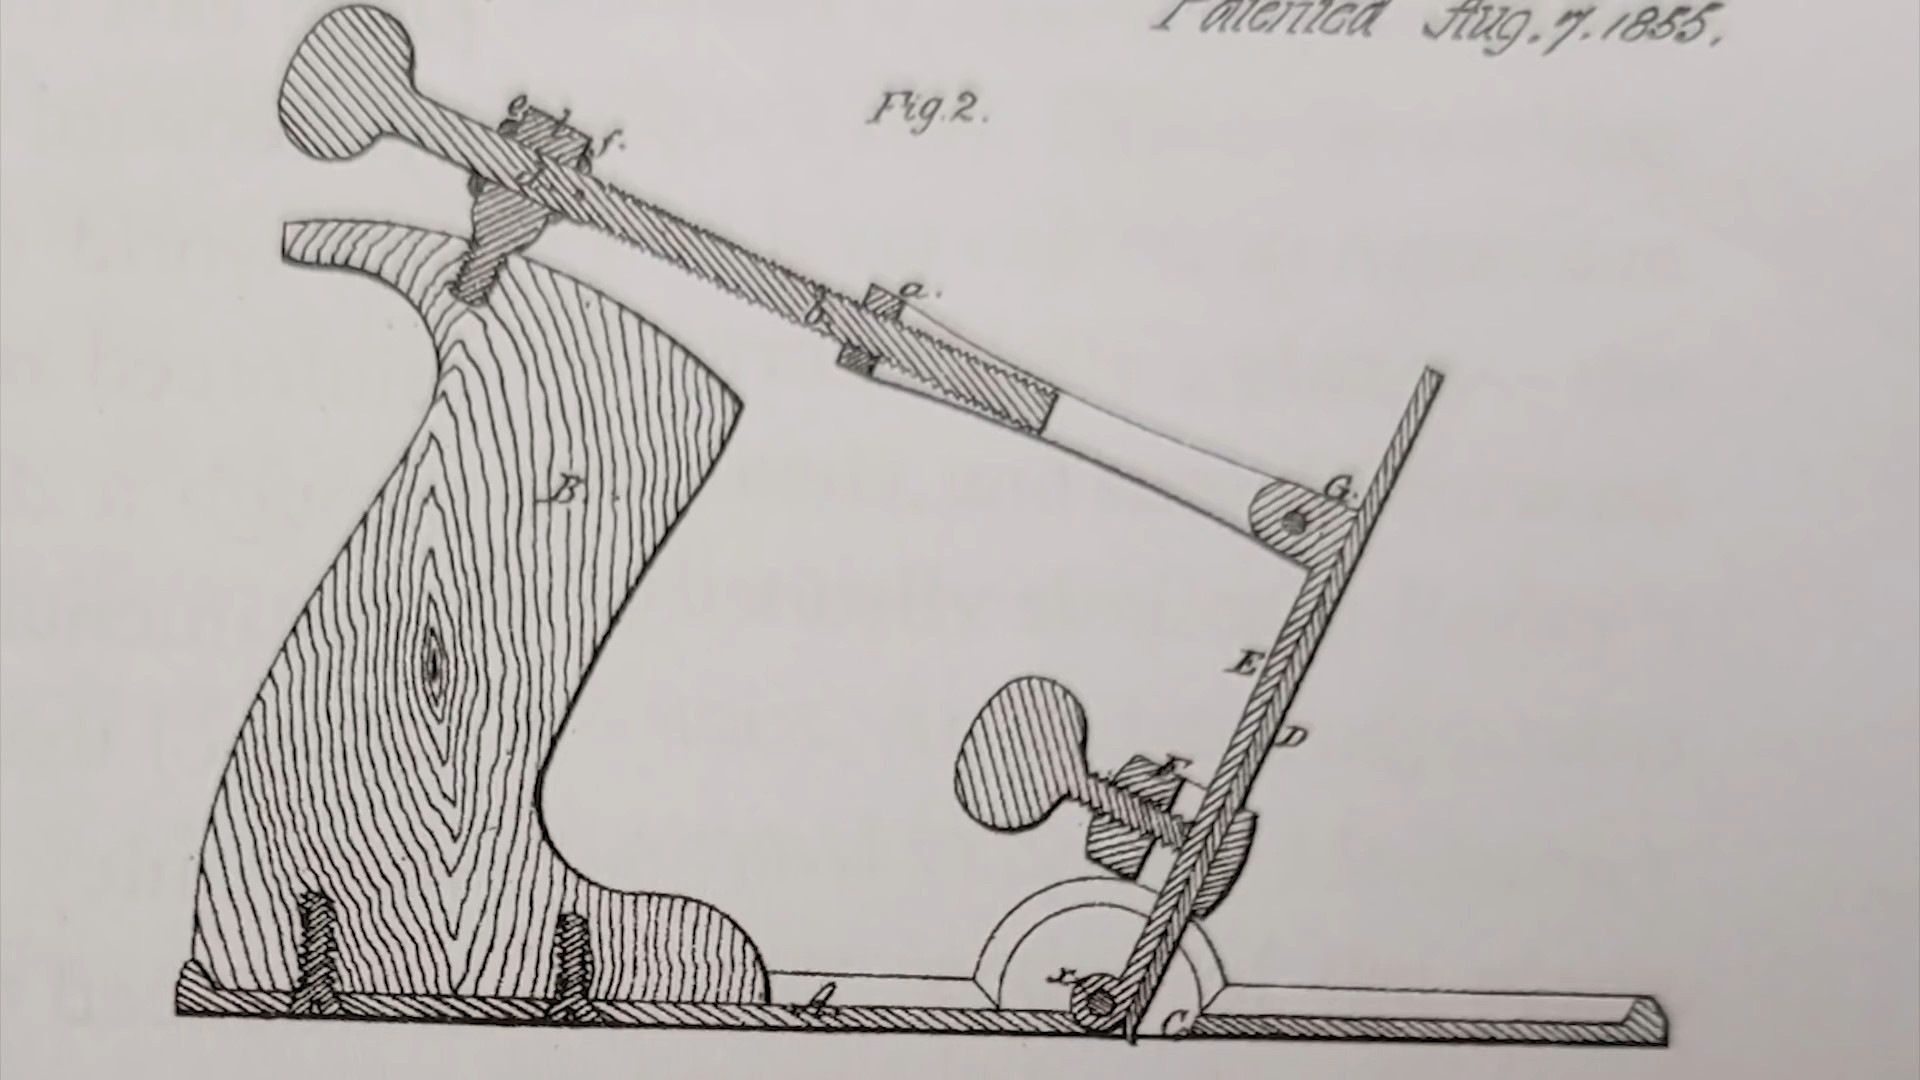 Patented Aug. 7. 1855.
Fig. 2.
e
f.
a.
b
B
G.
E
D
F
x
A
C